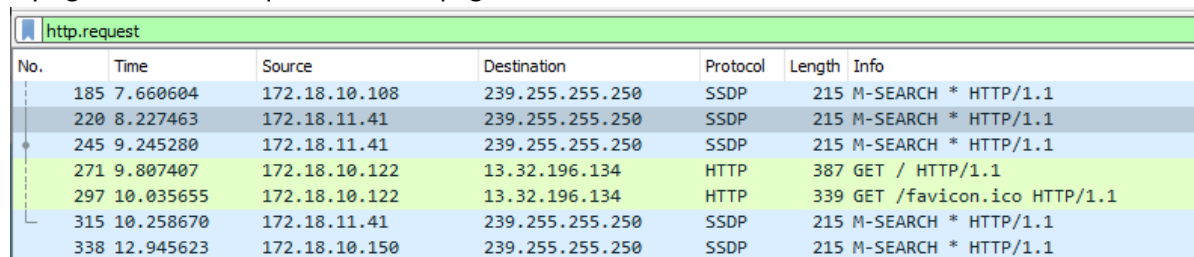 http.request
No. Time Source Destination Protocol Length Info
185 7.660604 172.18.10.108 239.255.255.250 SSDP 215 M-SEARCH * HTTP/1.1
220 8.227463 172.18.11.41 239.255.255.250 SSDP 215 M-SEARCH * HTTP/1.1
245 9.245280 172.18.11.41 239.255.255.250 SSDP 215 M-SEARCH * HTTP/1.1
271 9.807407 172.18.10.122 13.32.196.134 HTTP 387 GET / HTTP/1.1
297 10.035655 172.18.10.122 13.32.196.134 HTTP 339 GET /favicon.ico HTTP/1.1
315 10.258670 172.18.11.41 239.255.255.250 SSDP 215 M-SEARCH * HTTP/1.1
338 12.945623 172.18.10.150 239.255.255.250 SSDP 215 M-SEARCH * HTTP/1.1